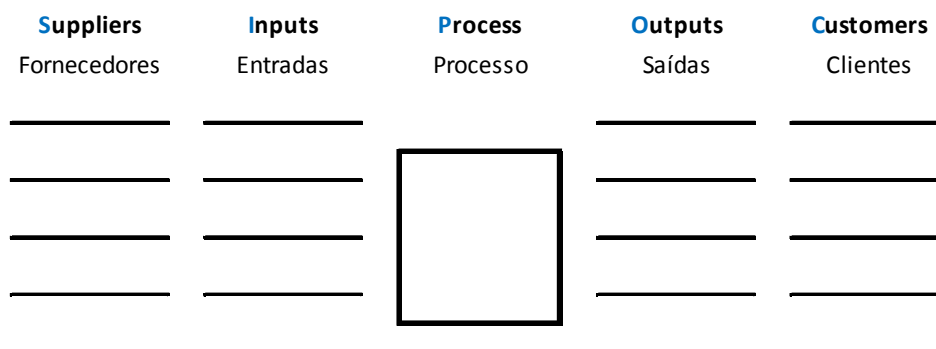 Suppliers Inputs Process Outputs Customers
Fornecedores Entradas Processo Saídas Clientes